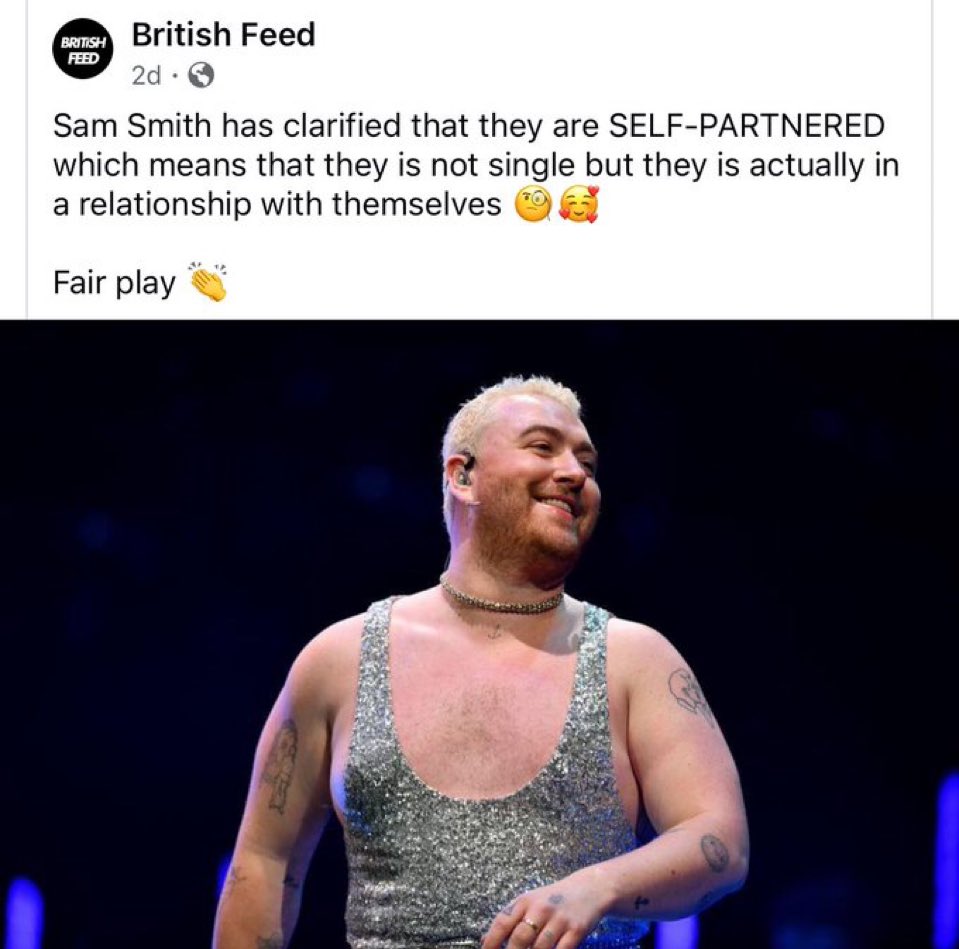 BRITISH
FEED
British Feed
2d ·
Sam Smith has clarified that they are SELF-PARTNERED
which means that they is not single but they is actually in
a relationship with themselves 🧐🥰
Fair play 👏